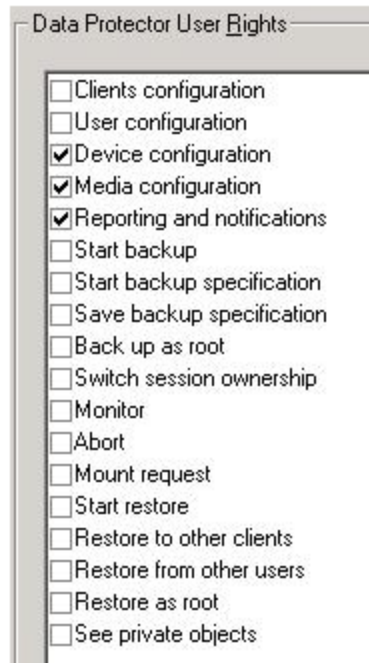 Data Protector User Rights
Clients configuration
User configuration
Device configuration
Media configuration
Reporting and notifications
Start backup
Start backup specification
Save backup specification
Back up as root
Switch session ownership
Monitor
Abort
Mount request
Start restore
Restore to other clients
Restore from other users
Restore as root
See private objects